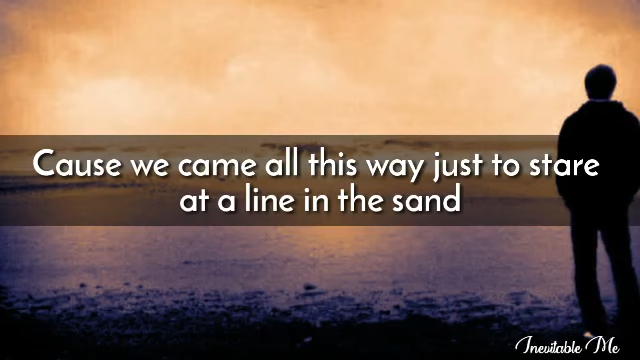 Cause we came all this way just to stare
at a line in the sand
Inevitable Me